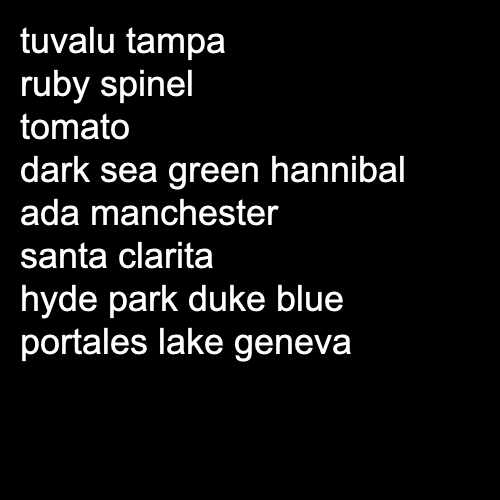 tuvalu tampa
ruby spinel
tomato
dark sea green hannibal
ada manchester
santa clarita
hyde park duke blue
portales lake geneva